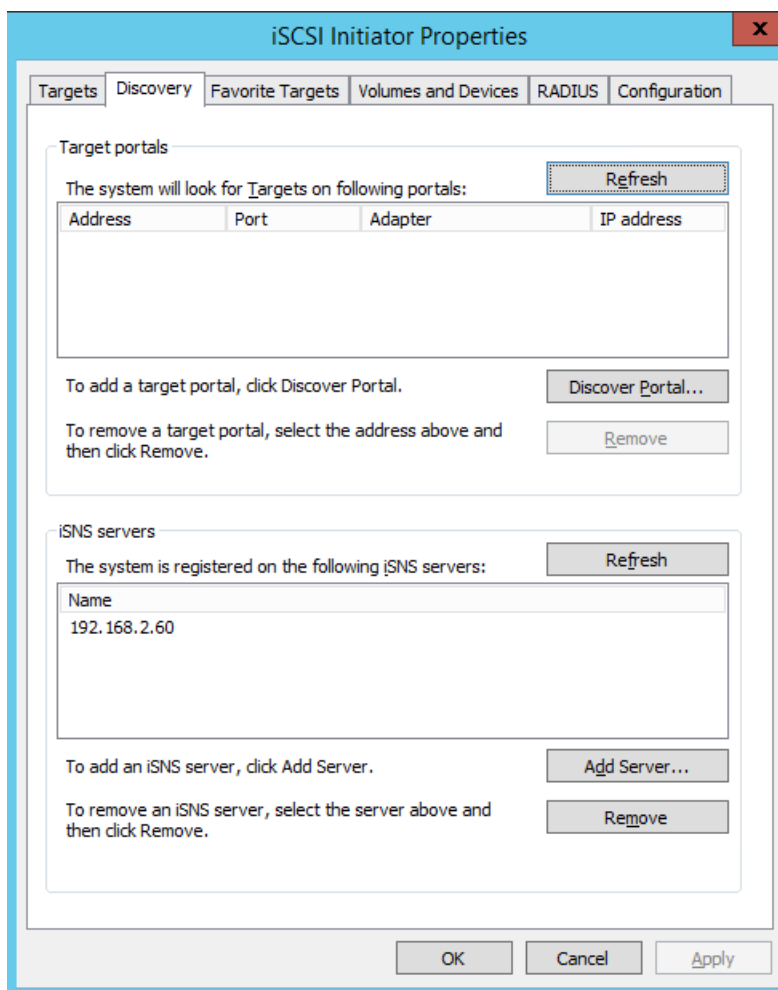 iSCSI Initiator Properties
x
Targets Discovery Favorite Targets Volumes and Devices RADIUS Configuration
Target portals
The system will look for Targets on following portals:
Refresh
Address Port Adapter IP address
To add a target portal, click Discover Portal.
Discover Portal...
To remove a target portal, select the address above and
then click Remove.
Remove
iSNS servers
The system is registered on the following iSNS servers:
Refresh
Name
192.168.2.60
To add an iSNS server, click Add Server.
Add Server...
To remove an iSNS server, select the server above and
then click Remove.
Remove
OK Cancel Apply